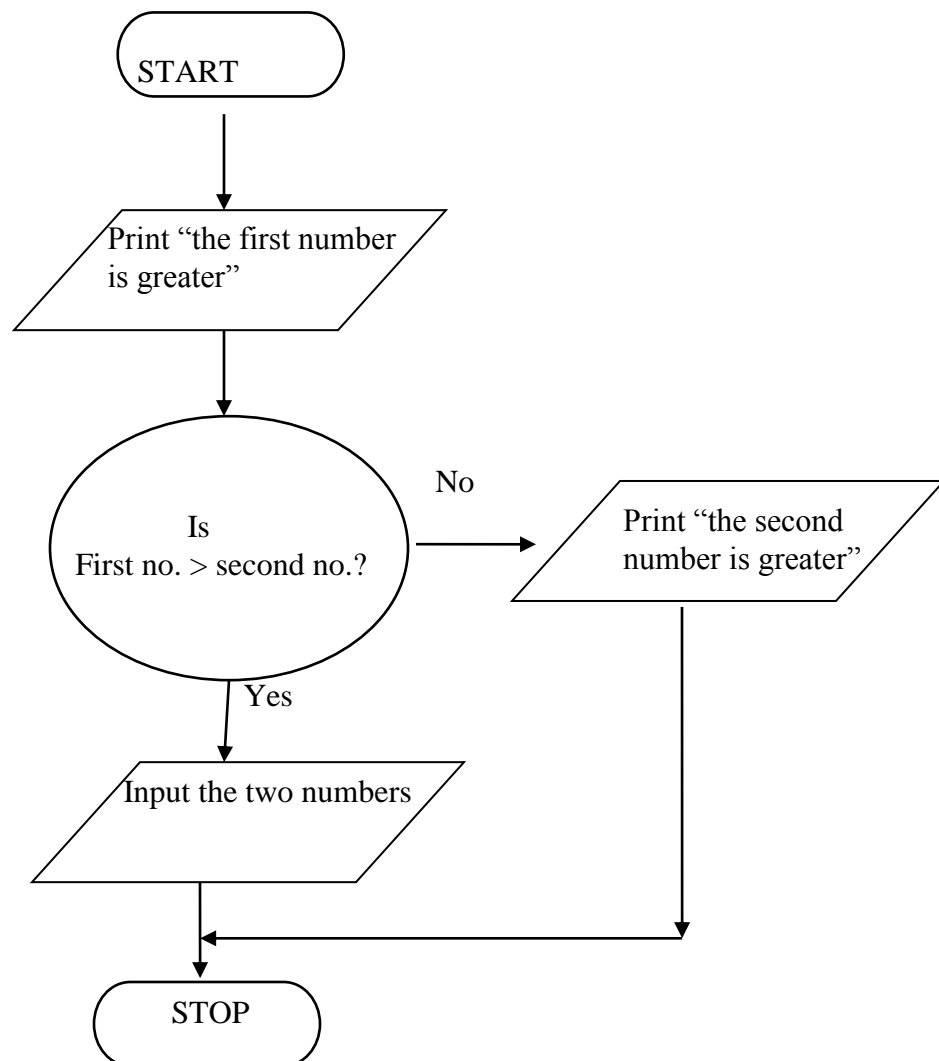 START
Print “the first number
is greater”
Is
First no. > second no.?
No
Print “the second
number is greater”
Yes
Input the two numbers
STOP